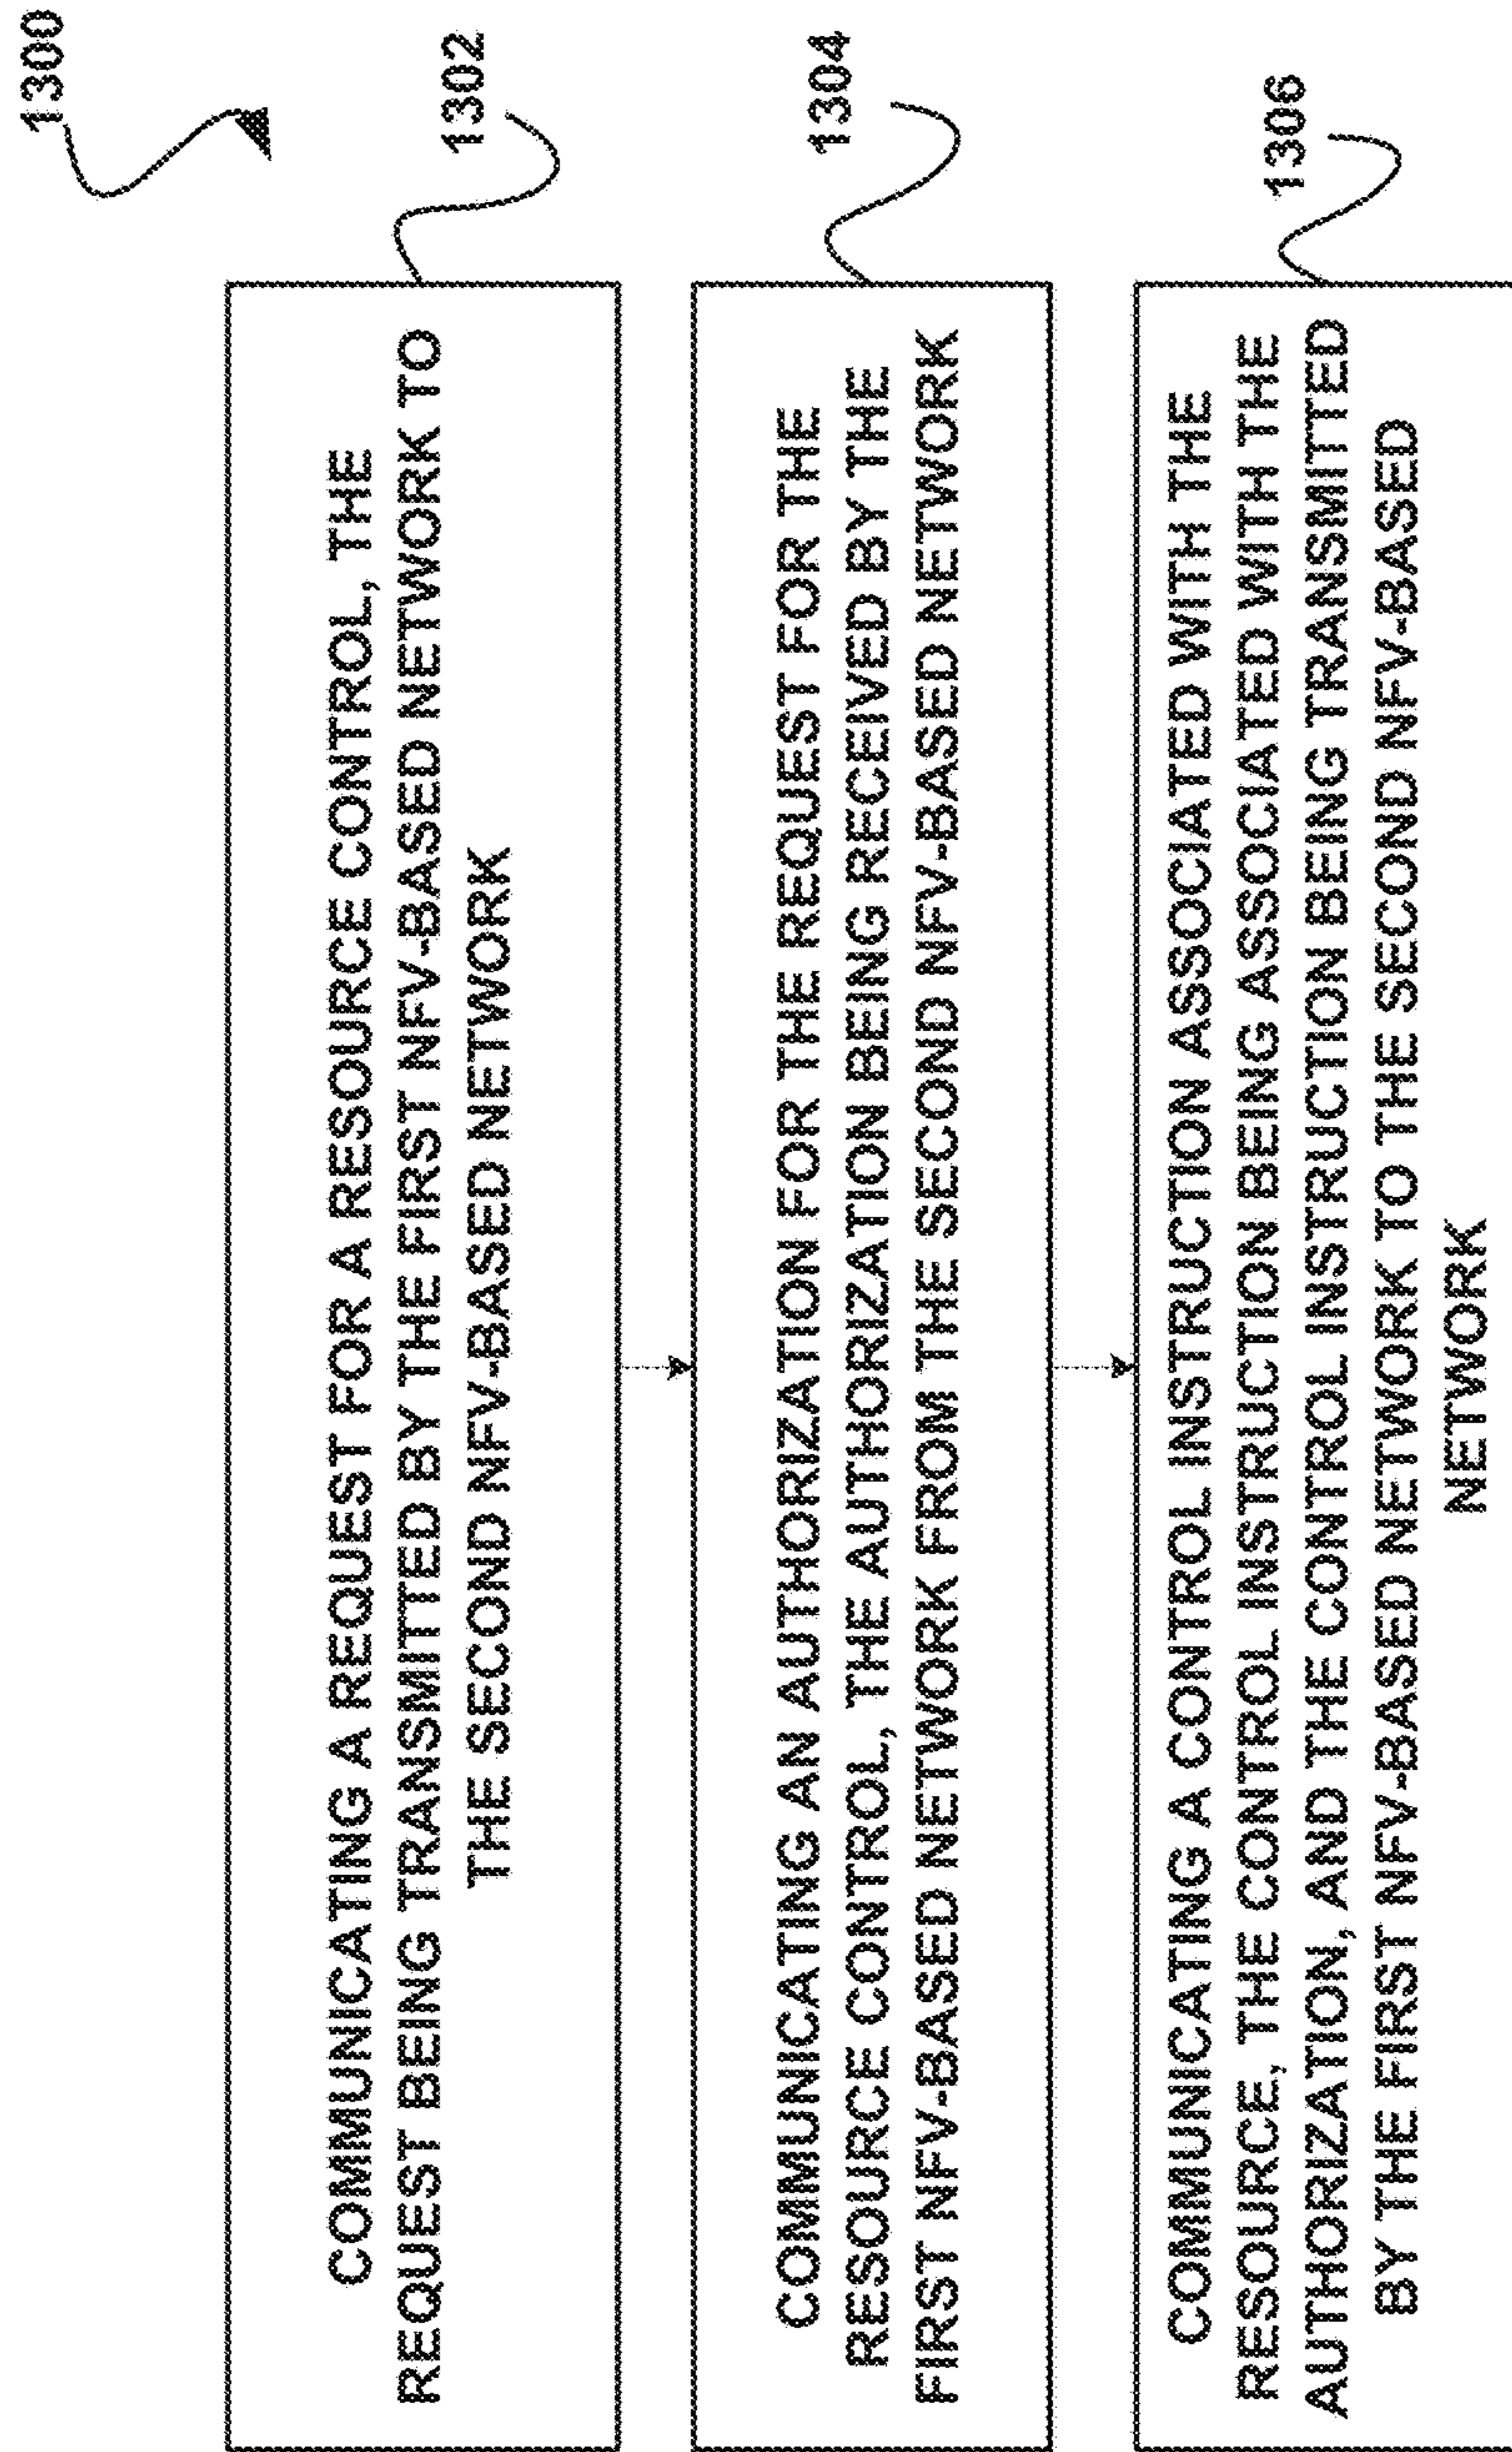 1300
COMMUNICATING A REQUEST FOR A RESOURCE CONTROL, THE
REQUEST BEING TRANSMITTED BY THE FIRST NFV-BASED NETWORK TO
THE SECOND NFV-BASED NETWORK
1302
COMMUNICATING AN AUTHORIZATION FOR THE REQUEST FOR THE
RESOURCE CONTROL, THE AUTHORIZATION BEING RECEIVED BY THE
FIRST NFV-BASED NETWORK FROM THE SECOND NFV-BASED NETWORK
1304
COMMUNICATING A CONTROL INSTRUCTION ASSOCIATED WITH THE
RESOURCE, THE CONTROL INSTRUCTION BEING ASSOCIATED WITH THE
AUTHORIZATION, AND THE CONTROL INSTRUCTION BEING TRANSMITTED
BY THE FIRST NFV-BASED NETWORK TO THE SECOND NFV-BASED
NETWORK
1306